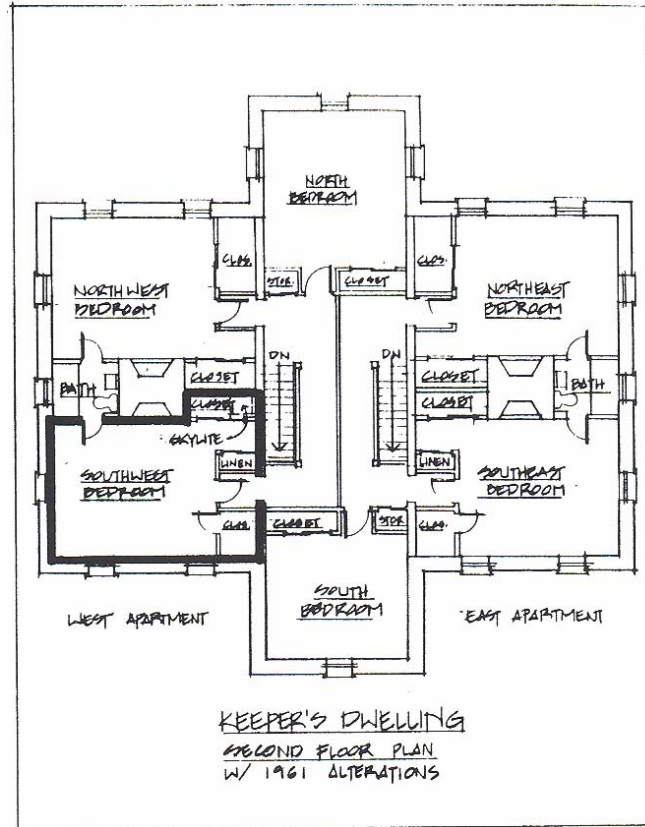 NORTH
BEDROOM
CLOS.
STOR.
CLOSET
CLOS.
NORTHWEST
BEDROOM
NORTHEAST
BEDROOM
DN
DN
BATH
CLOSET
CLOSET
BATH
CLOSET
CLOSET
SKYLITE
SOUTHWEST
BEDROOM
LINEN
LINEN
SOUTHEAST
BEDROOM
CLOS.
CLOSET
STOR.
CLOS.
SOUTH
BEDROOM
WEST APARTMENT
EAST APARTMENT
KEEPER'S DWELLING
SECOND FLOOR PLAN
W/ 1961 ALTERATIONS